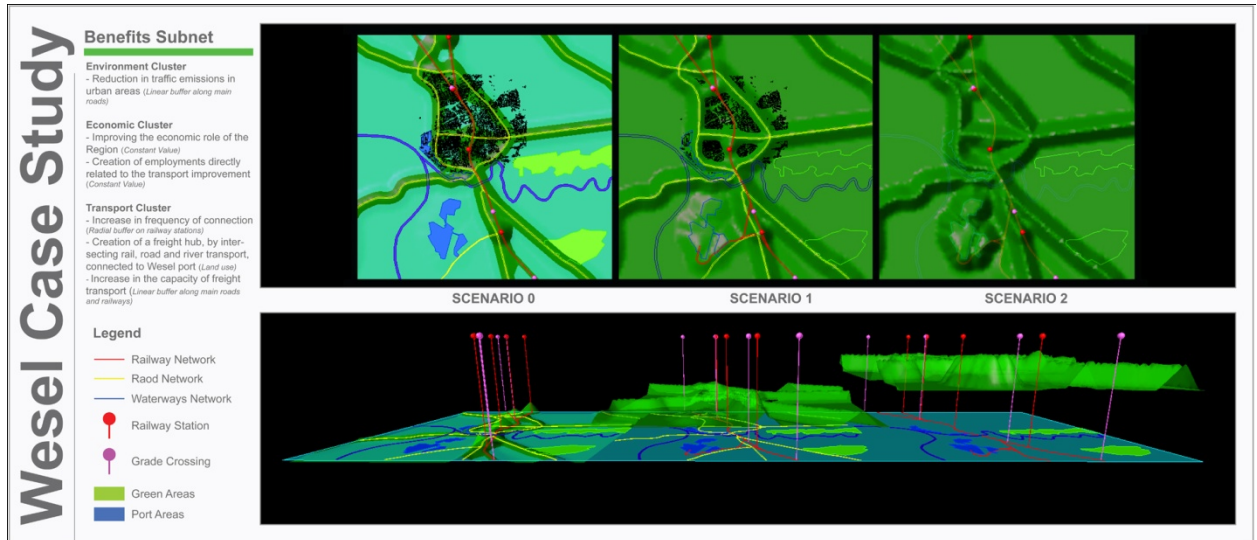 Wesel Case Study
Benefits Subnet
Environment Cluster
- Reduction in traffic emissions in
urban areas (Linear buffer along main
roads)
Economic Cluster
- Improving the economic role of the
Region (Constant Value)
- Creation of employments directly
related to the transport improvement
(Constant Value)
Transport Cluster
- Increase in frequency of connection
(Radial buffer on railway stations)
- Creation of a freight hub, by inter-
secting rail, road and river transport,
connected to Wesel port (Land use)
- Increase in the capacity of freight
transport (Linear buffer along main roads
and railways)
Legend
Railway Network
Raod Network
Waterways Network
Railway Station
Grade Crossing
Green Areas
Port Areas
SCENARIO 0
SCENARIO 1
SCENARIO 2